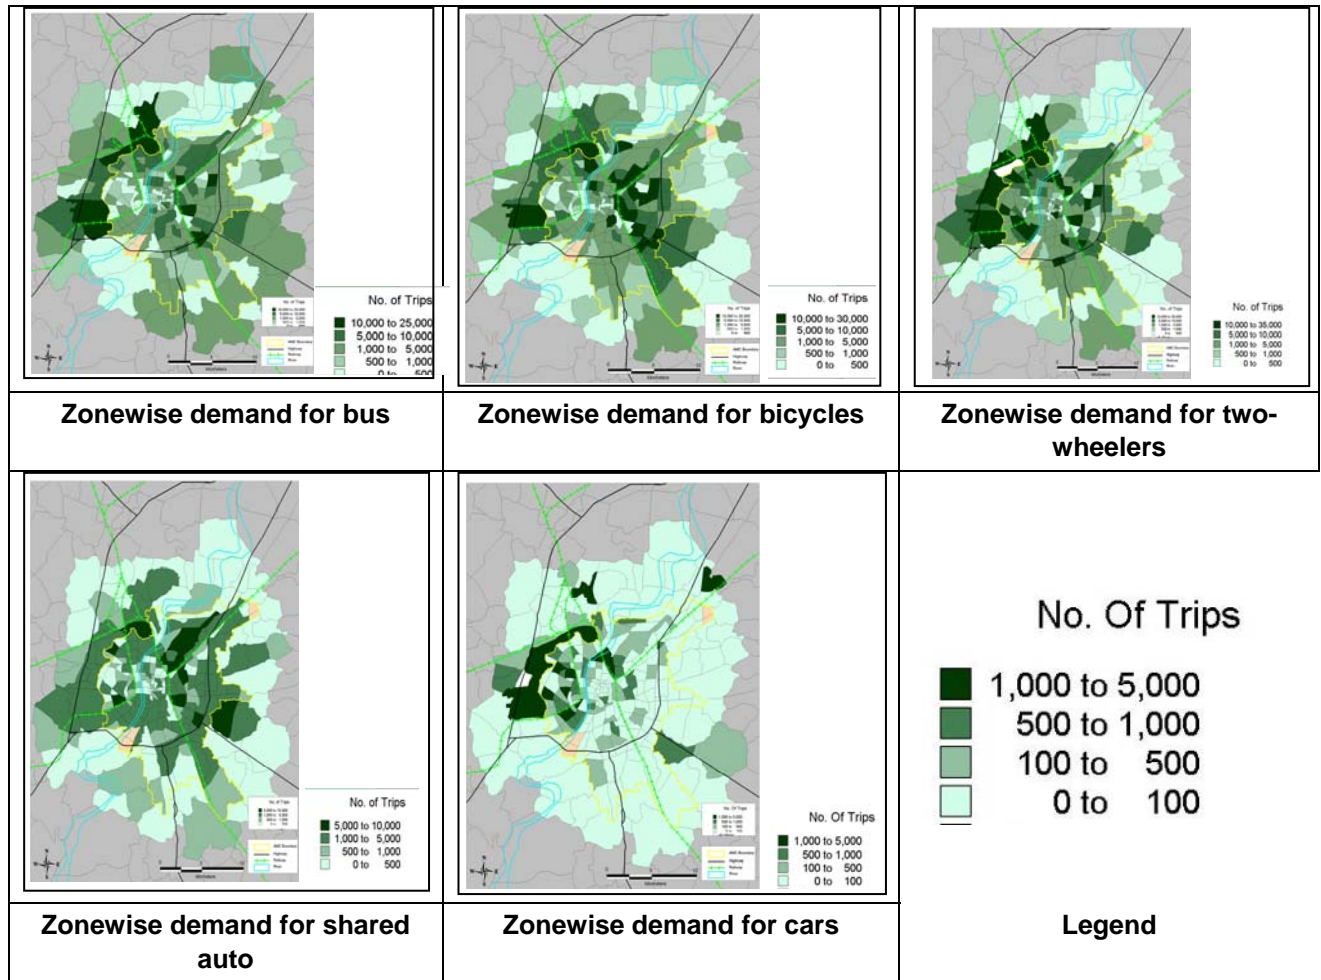 No. of Trips
10,000 to 25,000
5,000 to 10,000
1,000 to 5,000
500 to 1,000
0 to 500
Zonewise demand for bus
No. of Trips
10,000 to 30,000
5,000 to 10,000
1,000 to 5,000
500 to 1,000
0 to 500
Zonewise demand for bicycles
No. of Trips
10,000 to 35,000
5,000 to 10,000
1,000 to 5,000
500 to 1,000
0 to 500
Zonewise demand for two-
wheelers
No. of Trips
5,000 to 10,000
1,000 to 5,000
500 to 1,000
0 to 500
Zonewise demand for shared
auto
No. Of Trips
1,000 to 5,000
500 to 1,000
100 to 500
0 to 100
Zonewise demand for cars
No. Of Trips
1,000 to 5,000
500 to 1,000
100 to 500
0 to 100
Legend